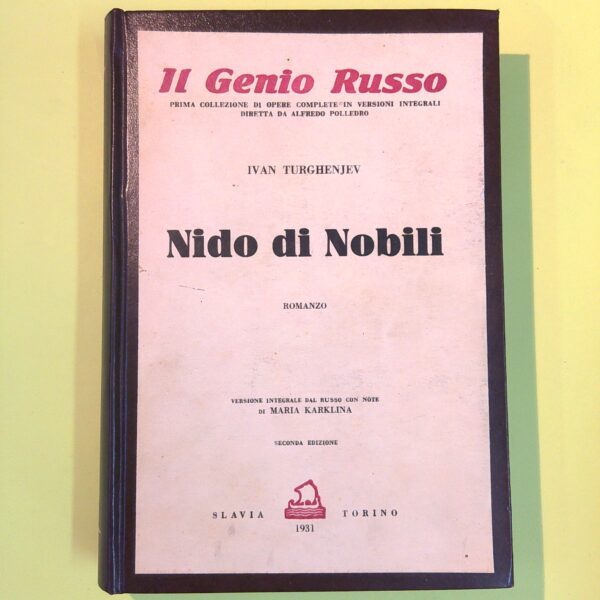 Il Genio Russo
PRIMA COLLEZIONE DI OPERE COMPLETE IN VERSIONI INTEGRALI
DIRETTA DA ALFREDO POLLEDRO
IVAN TURGHENJEV
Nido di Nobili
ROMANZO
VERSIONE INTEGRALE DAL RUSSO CON NOTE
DI MARIA KARKLINA
SECONDA EDIZIONE
SLAVIA TORINO
1931